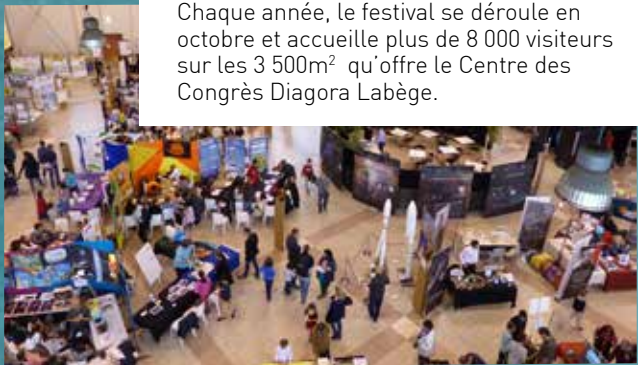 Chaque année, le festival se déroule en
octobre et accueille plus de 8 000 visiteurs
sur les 3 500m² qu'offre le Centre des
Congrès Diagora Labège.